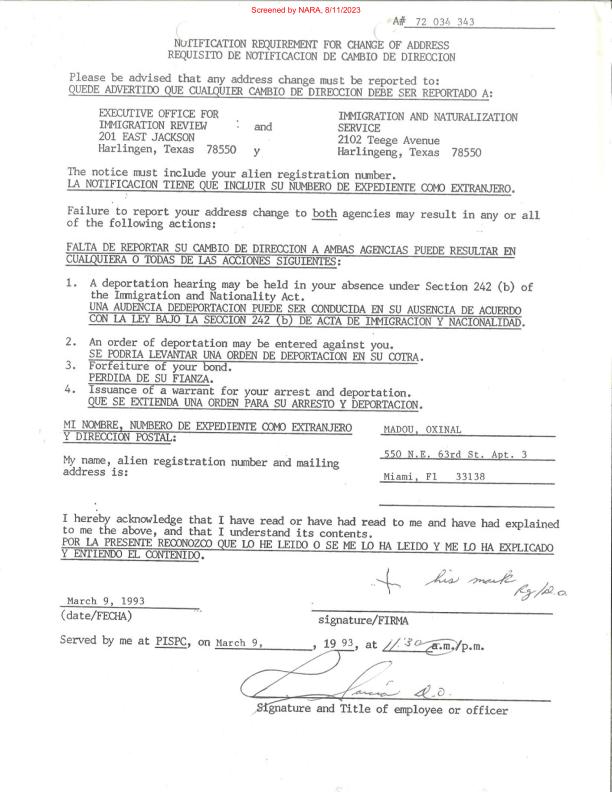 Screened by NARA, 8/11/2023
A# 72 034 343
NOTIFICATION REQUIREMENT FOR CHANGE OF ADDRESS
REQUISITO DE NOTIFICACION DE CAMBIO DE DIRECCION
Please be advised that any address change must be reported to:
QUEDE ADVERTIDO QUE CUALQUIER CAMBIO DE DIRECCION DEBE SER REPORTADO A:
EXECUTIVE OFFICE FOR
IMMIGRATION REVIEW : and
201 EAST JACKSON
Harlingen, Texas 78550 y
IMMIGRATION AND NATURALIZATION
SERVICE
2102 Teege Avenue
Harlingeng, Texas 78550
The notice must include your alien registration number.
LA NOTIFICACION TIENE QUE INCLUIR SU NUMBERO DE EXPEDIENTE COMO EXTRANJERO.
Failure to report your address change to both agencies may result in any or all
of the following actions:
FALTA DE REPORTAR SU CAMBIO DE DIRECCION A AMBAS AGENCIAS PUEDE RESULTAR EN
CUALQUIERA O TODAS DE LAS ACCIONES SIGUIENTES:
1. A deportation hearing may be held in your absence under Section 242 (b) of
the Immigration and Nationality Act.
UNA AUDENCIA DEDEPORTACION PUEDE SER CONDUCIDA EN SU AUSENCIA DE ACUERDO
CON LA LEY BAJO LA SECCION 242 (b) DE ACTA DE IMMIGRACION Y NACIONALIDAD.
2. An order of deportation may be entered against you.
SE PODRIA LEVANTAR UNA ORDEN DE DEPORTACION EN SU COTRA.
3. Forfeiture of your bond.
PERDIDA DE SU FIANZA.
4. Issuance of a warrant for your arrest and deportation.
QUE SE EXTIENDA UNA ORDEN PARA SU ARRESTO Y DEPORTACION.
MI NOMBRE, NUMBERO DE EXPEDIENTE COMO EXTRANJERO
Y DIRECCION POSTAL:
My name, alien registration number and mailing
address is:
MADOU, OXINAL
550 N.E. 63rd St. Apt. 3
Miami, Fl 33138
I hereby acknowledge that I have read or have had read to me and have had explained
to me the above, and that I understand its contents.
POR LA PRESENTE RECONOZCO QUE LO HE LEIDO O SE ME LO HA LEIDO Y ME LO HA EXPLICADO
Y ENTIENDO EL CONTENIDO.
his mark
March 9, 1993
(date/FECHA)
signature/FIRMA
Served by me at PISPC, on March 9, , 1993, at 11:30 a.m./p.m.
Garcia D.O.
Signature and Title of employee or officer